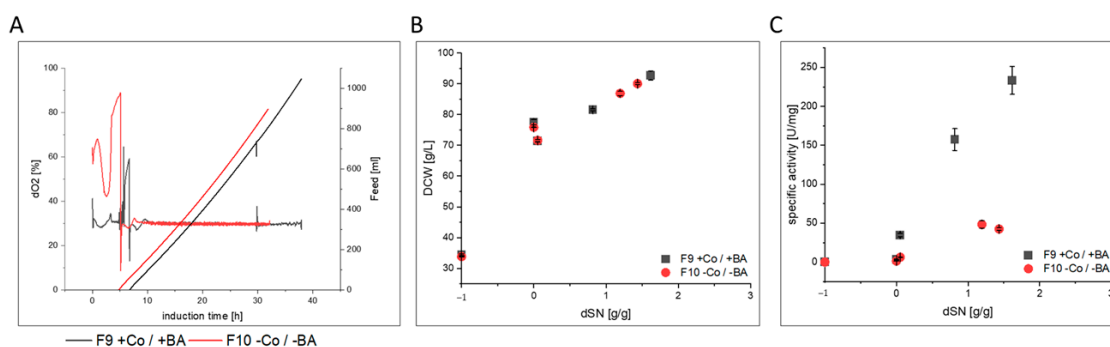 A
100
80
60
40
20
0
dO2 [%]
0
10
20
30
40
induction time [h]
1000
800
600
400
200
0
Feed [ml]
F9 +Co / +BA
F10 -Co / -BA
B
100
90
80
70
60
50
40
30
DCW [g/L]
−1
0
1
2
3
dSN [g/g]
F9 +Co / +BA
F10 -Co / -BA
C
250
200
150
100
50
0
specific activity [U/mg]
−1
0
1
2
3
dSN [g/g]
F9 +Co / +BA
F10 -Co / -BA